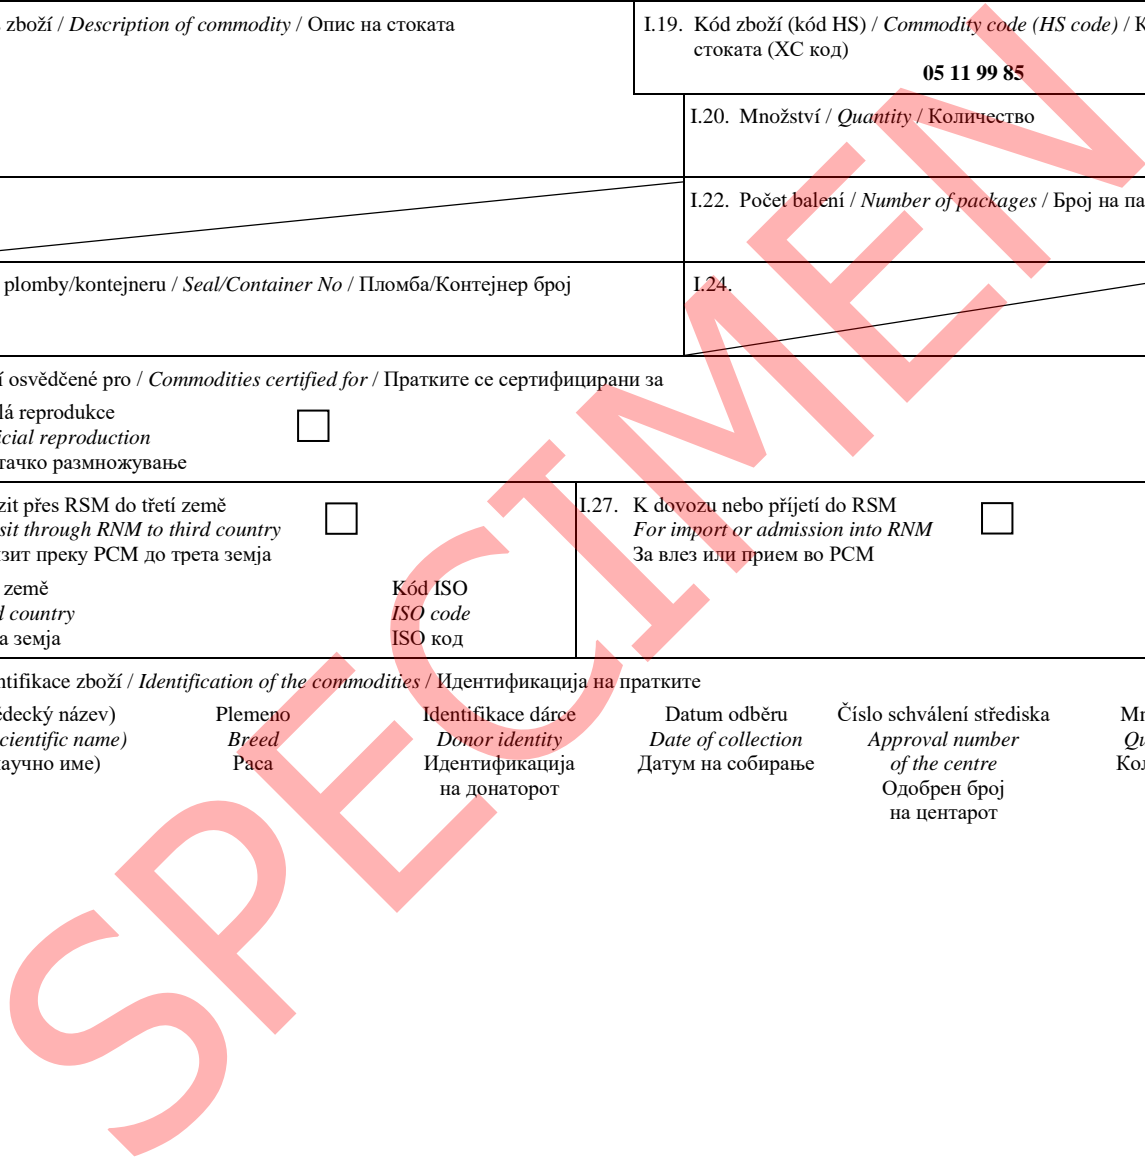 zboží / Description of commodity / Опис на стоката
I.19. Kód zboží (kód HS) / Commodity code (HS code) / К
стоката (ХС код)
05 11 99 85
I.20. Množství / Quantity / Количество
I.22. Počet balení / Number of packages / Број на па
plomby/kontejneru / Seal/Container No / Пломба/Контејнер број
I.24.
í osvědčené pro / Commodities certified for / Пратките се сертифицирани за
lá reprodukce
icial reproduction
тачко размножување
zit přes RSM do třetí země
sit through RNM to third country
зит преку РСМ до трета земја
země
d country
а земја
Kód ISO
ISO code
ISO код
I.27. K dovozu nebo příjetí do RSM
For import or admission into RNM
За влез или прием во РСМ
ntifikace zboží / Identification of the commodities / Идентификација на пратките
ědecký název)
cientific name)
аучно име)
Plemeno
Breed
Раса
Identifikace dárce
Donor identity
Идентификација
на донаторот
Datum odběru
Date of collection
Датум на собирање
Číslo schválení střediska
Approval number
of the centre
Одобрен број
на центарот
Mn
Qu
Кол
SPECIMEN